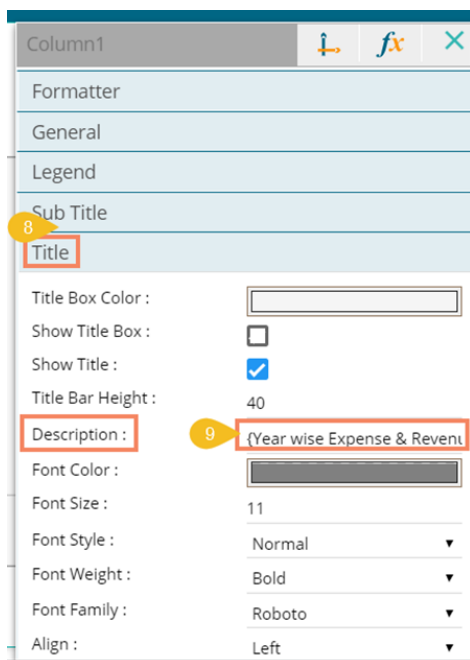 Column1 fx
Formatter
General
Legend
Sub Title
8
Title
Title Box Color :
Show Title Box :
Show Title :
Title Bar Height : 40
Description : 9 {Year wise Expense & Revenu
Font Color :
Font Size : 11
Font Style : Normal
Font Weight : Bold
Font Family : Roboto
Align : Left